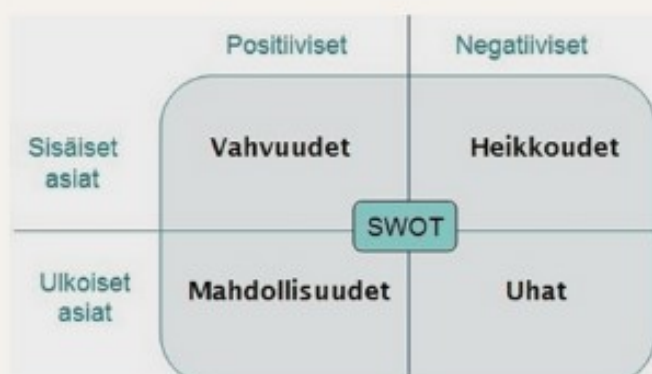 Positiiviset Negatiiviset
Sisäiset
asiat
Vahvuudet Heikkoudet
SWOT
Ulkoiset
asiat
Mahdollisuudet Uhat